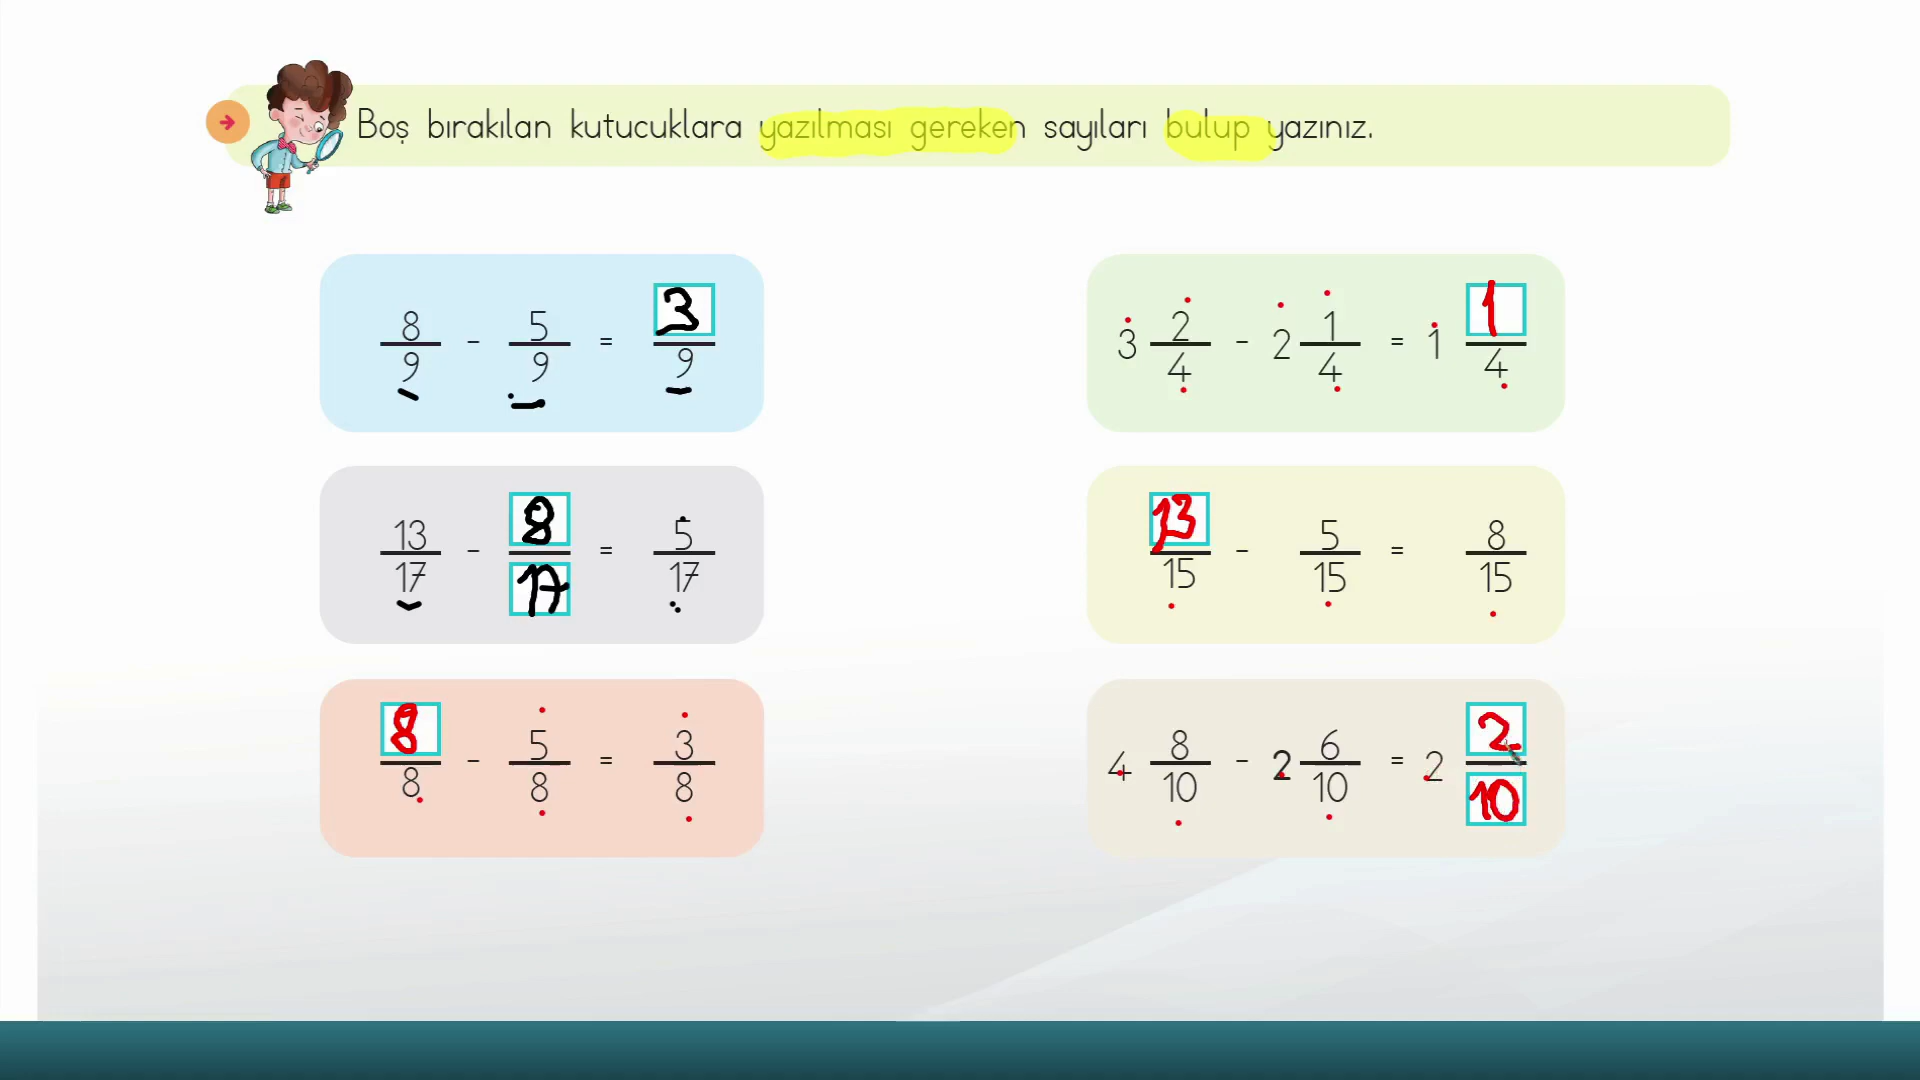 Boş bırakılan kutucuklara yazılması gereken sayıları bulup yazınız.
8/9 - 5/9 = 3/9
3 2/4 - 2 1/4 = 1 1/4
13/17 - 8/17 = 5/17
13/15 - 5/15 = 8/15
8/8 - 5/8 = 3/8
4 8/10 - 2 6/10 = 2 2/10